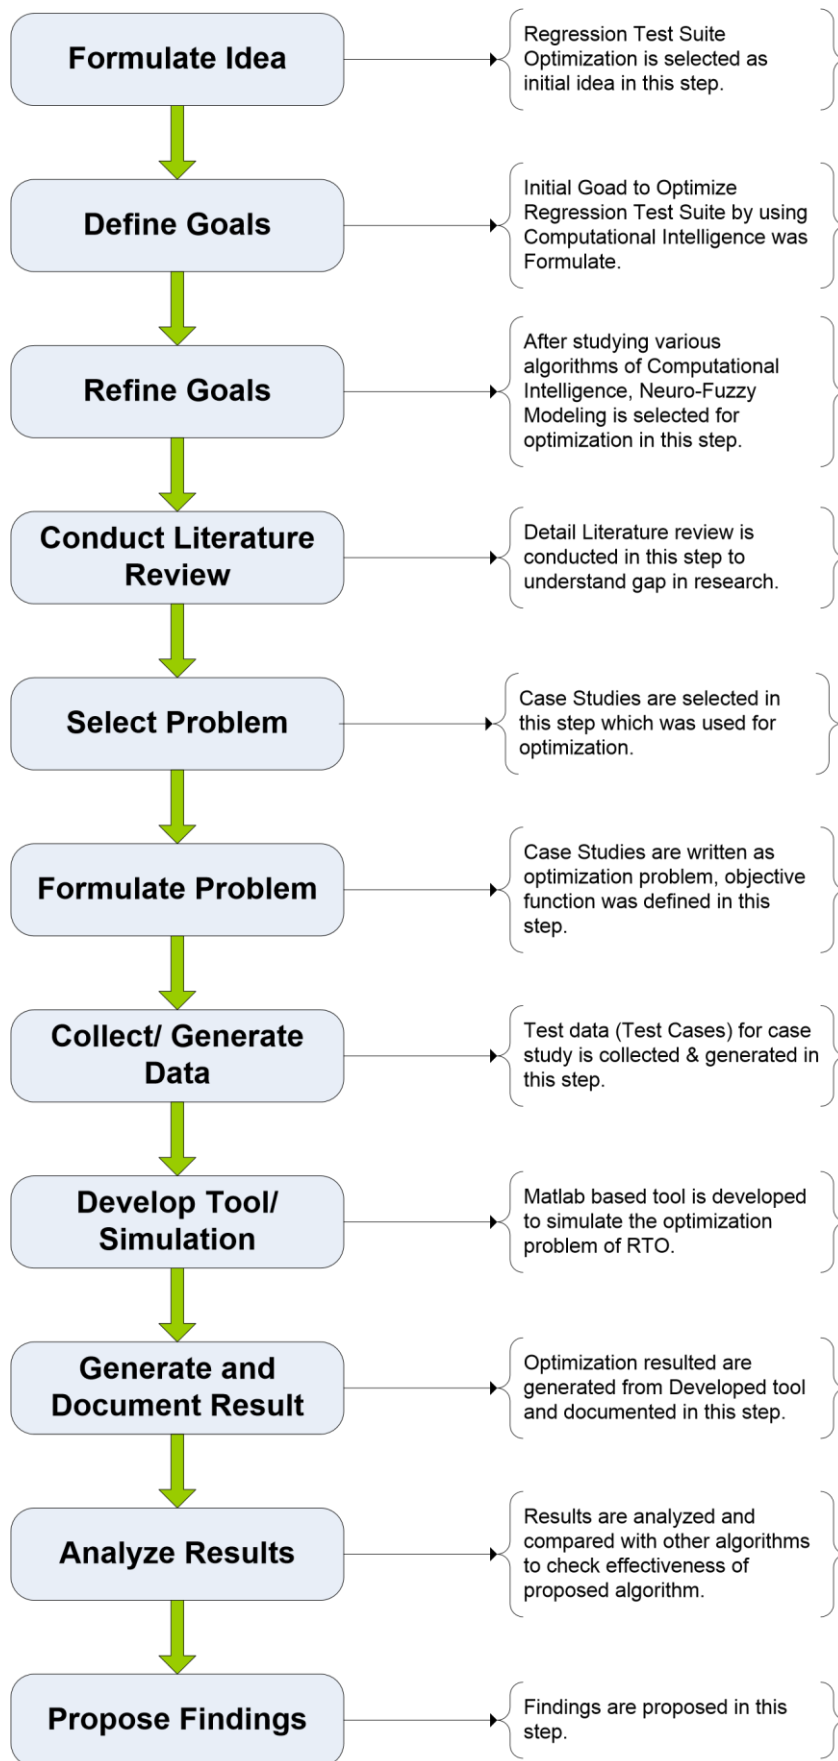 Formulate Idea
Regression Test Suite
Optimization is selected as
initial idea in this step.
Define Goals
Initial Goad to Optimize
Regression Test Suite by using
Computational Intelligence was
Formulate.
Refine Goals
After studying various
algorithms of Computational
Intelligence, Neuro-Fuzzy
Modeling is selected for
optimization in this step.
Conduct Literature
Review
Detail Literature review is
conducted in this step to
understand gap in research.
Select Problem
Case Studies are selected in
this step which was used for
optimization.
Formulate Problem
Case Studies are written as
optimization problem, objective
function was defined in this
step.
Collect/ Generate
Data
Test data (Test Cases) for case
study is collected & generated in
this step.
Develop Tool/
Simulation
Matlab based tool is developed
to simulate the optimization
problem of RTO.
Generate and
Document Result
Optimization resulted are
generated from Developed tool
and documented in this step.
Analyze Results
Results are analyzed and
compared with other algorithms
to check effectiveness of
proposed algorithm.
Propose Findings
Findings are proposed in this
step.